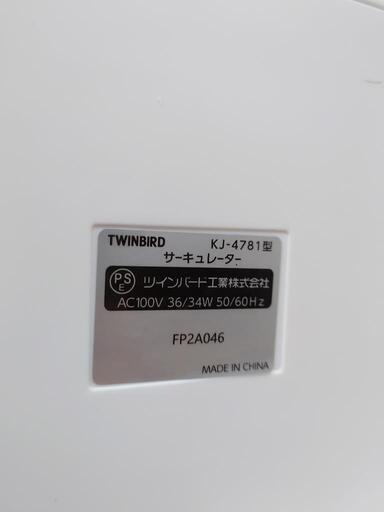 TWINBIRD KJ-4781型
サーキュレーター
PSE ツインバード工業株式会社
AC100V 36/34W 50/60Hz
FP2A046
MADE IN CHINA